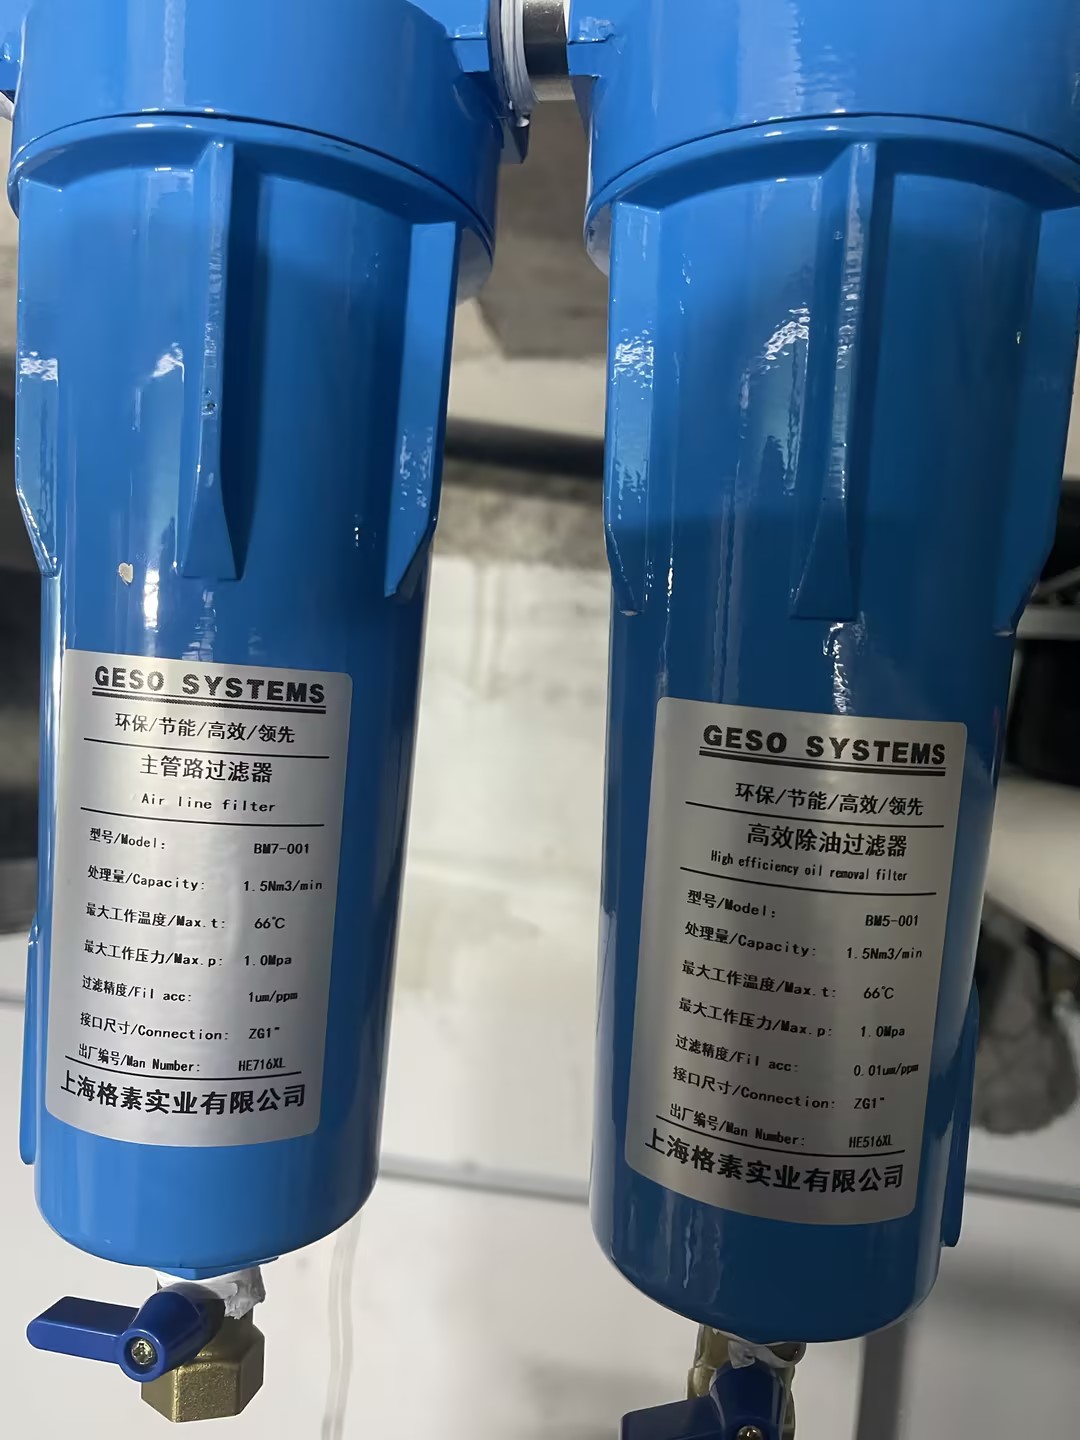 GESO SYSTEMS
环保/节能/高效/领先
主管路过滤器
Air line filter
型号/Model: BM7-001
处理量/Capacity: 1.5Nm3/min
最大工作温度/Max.t: 66℃
最大工作压力/Max.p: 1.0Mpa
过滤精度/Fil acc: 1um/ppm
接口尺寸/Connection: ZG1"
出厂编号/Man Number: HE716XL
上海格素实业有限公司
GESO SYSTEMS
环保/节能/高效/领先
高效除油过滤器
High efficiency oil removal filter
型号/Model: BM5-001
处理量/Capacity: 1.5Nm3/min
最大工作温度/Max.t: 66℃
最大工作压力/Max.p: 1.0Mpa
过滤精度/Fil acc: 0.01um/ppm
接口尺寸/Connection: ZG1"
出厂编号/Man Number: HE516XL
上海格素实业有限公司